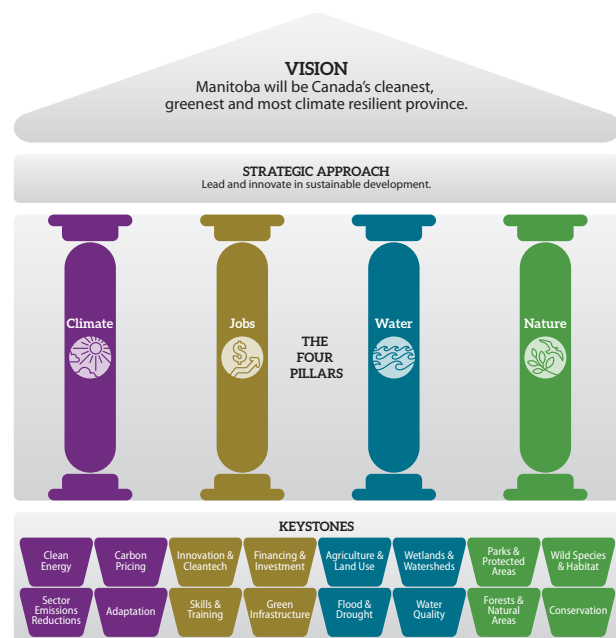 VISION
Manitoba will be Canada's cleanest,
greenest and most climate resilient province.
STRATEGIC APPROACH
Lead and innovate in sustainable development.
Climate
Jobs
THE
FOUR
PILLARS
Water
Nature
KEYSTONES
Clean
Energy
Carbon
Pricing
Innovation &
Cleantech
Financing &
Investment
Agriculture &
Land Use
Wetlands &
Watersheds
Parks &
Protected
Areas
Wild Species
& Habitat
Sector
Emissions
Reductions
Adaptation
Skills &
Training
Green
Infrastructure
Flood &
Drought
Water
Quality
Forests &
Natural
Areas
Conservation